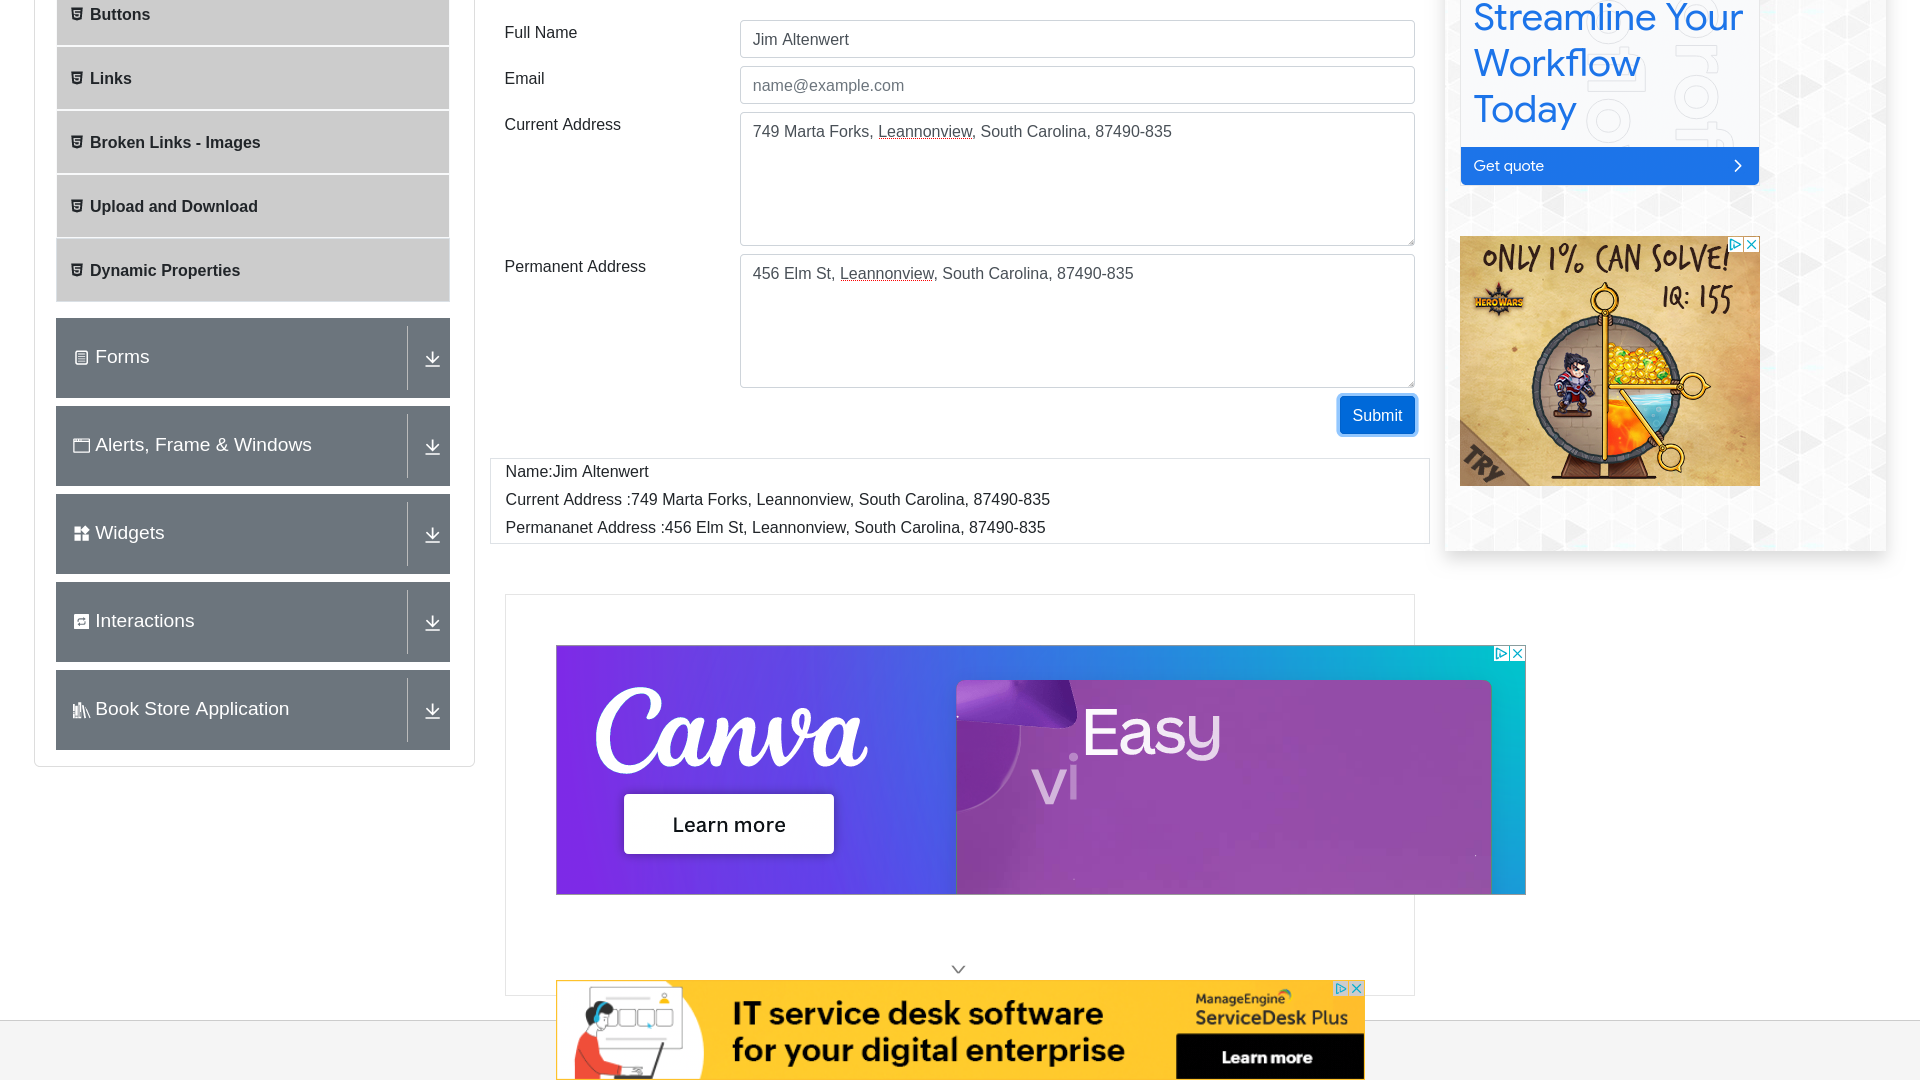 Buttons
Links
Broken Links - Images
Upload and Download
Dynamic Properties
Forms
Alerts, Frame & Windows
Widgets
Interactions
Book Store Application
Full Name
Jim Altenwert
Email
name@example.com
Current Address
749 Marta Forks, Leannonview, South Carolina, 87490-835
Permanent Address
456 Elm St, Leannonview, South Carolina, 87490-835
Submit
Name:Jim Altenwert
Current Address :749 Marta Forks, Leannonview, South Carolina, 87490-835
Permananet Address :456 Elm St, Leannonview, South Carolina, 87490-835
Streamline Your
Workflow
Today
Get quote
ONLY 1% CAN SOLVE!
HERO WARS
IQ: 155
TRY
Canva
Learn more
Easy
vi
IT service desk software
for your digital enterprise
ManageEngine
ServiceDesk Plus
Learn more